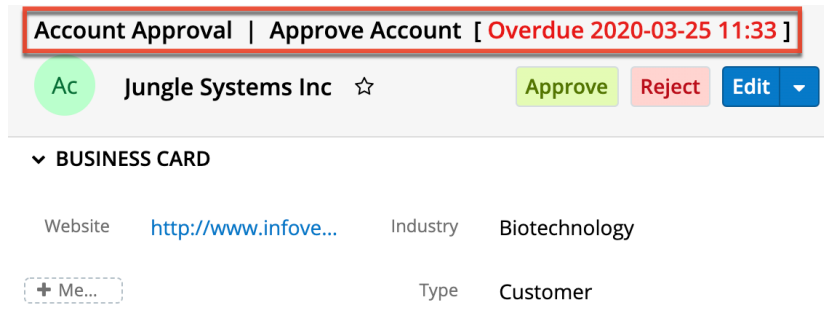 Account Approval | Approve Account [ Overdue 2020-03-25 11:33 ]
Ac Jungle Systems Inc Approve Reject Edit
BUSINESS CARD
Website http://www.infove... Industry Biotechnology
+ Me... Type Customer